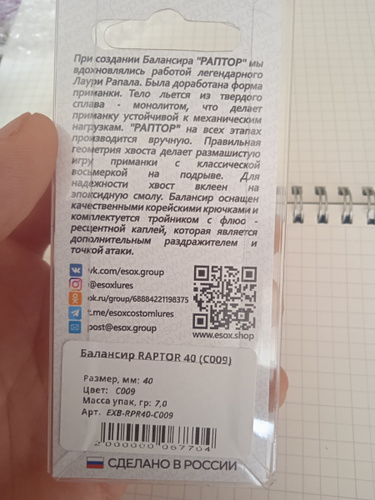 При создании Балансира "РАПТОР" мы
вдохновлялись работой легендарного
Лаури Рапала. Была доработана форма
приманки. Тело льется из твердого
сплава - монолитом, что делает
приманку устойчивой к механическим
нагрузкам. "РАПТОР" на всех этапах
производится вручную. Правильная
геометрия хвоста делает размашистую
игру приманки с классической
восьмеркой на подрыве. Для
надежности хвост вклеен на
эпоксидную смолу. Балансир оснащен
качественными корейскими крючками и
комплектуется тройником с флюо -
ресцентной каплей, которая является
дополнительным раздражителем и
точкой атаки.
vk.com/esox.group
@esoxlures
ok.ru/group/68884221198375
t.me/esoxcostomlures
post@esox.group
www.esox.shop
Балансир RAPTOR 40 (C009)
Размер, мм: 40
Цвет: C009
Масса упак, гр: 7,0
Арт. EXB-RPR40-C009
2 000000 067704
СДЕЛАНО В РОССИИ